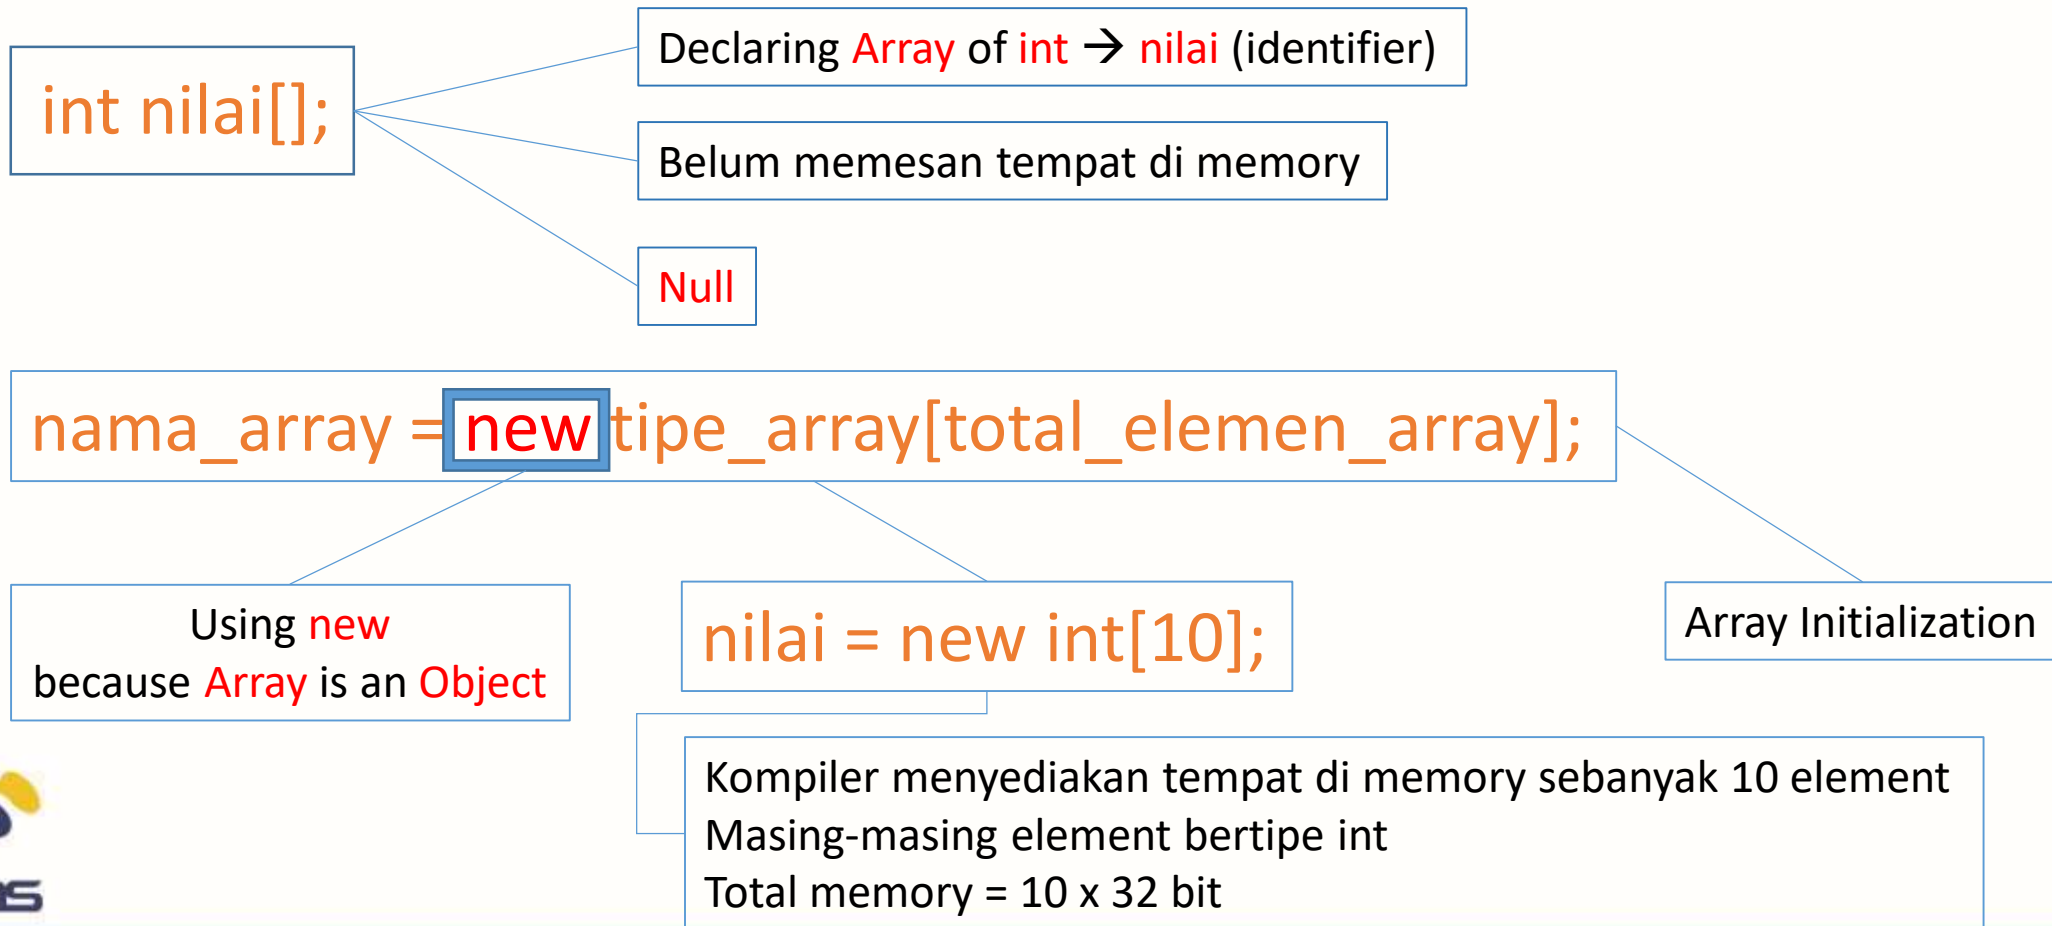 int nilai[];
Declaring Array of int → nilai (identifier)
Belum memesan tempat di memory
Null
nama_array = new tipe_array[total_elemen_array];
Using new
because Array is an Object
nilai = new int[10];
Array Initialization
Kompiler menyediakan tempat di memory sebanyak 10 element
Masing-masing element bertipe int
Total memory = 10 x 32 bit